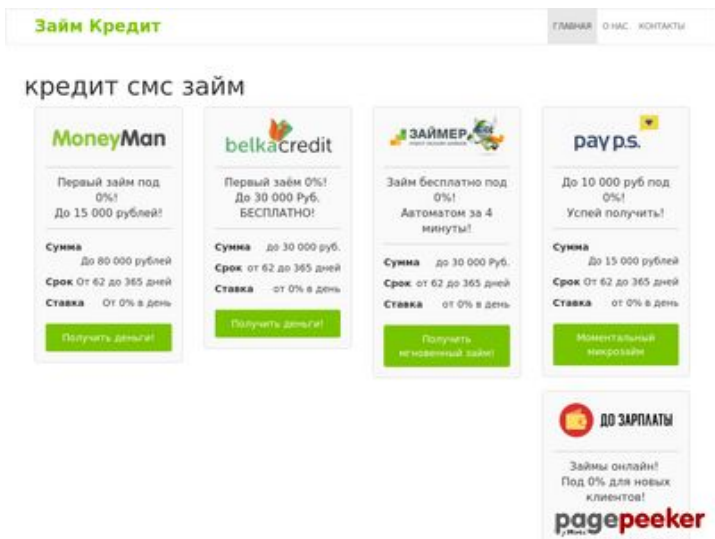 Займ Кредит
ГЛАВНАЯ О НАС КОНТАКТЫ
кредит смс займ
MoneyMan
Первый займ под
0%!
До 15 000 рублей!
Сумма
До 80 000 рублей
Срок От 62 до 365 дней
Ставка От 0% в день
Получить деньги!
belkacredit
Первый заём 0%!
До 30 000 Руб.
БЕСПЛАТНО!
Сумма до 30 000 руб.
Срок от 62 до 365 дней
Ставка от 0% в день
Получить деньги!
ЗАЙМЕР
Займ бесплатно под
0%!
Автоматом за 4
минуты!
Сумма до 30 000 Руб.
Срок от 62 до 365 дней
Ставка от 0% в день
Получить
мгновенный займ!
pay p.s.
До 10 000 руб под
0%!
Успей получить!
Сумма
До 15 000 рублей
Срок От 62 до 365 дней
Ставка от 0% в день
Моментальный
микрозайм
ДО ЗАРПЛАТЫ
Займы онлайн!
Под 0% для новых
клиентов!
pagepeeker